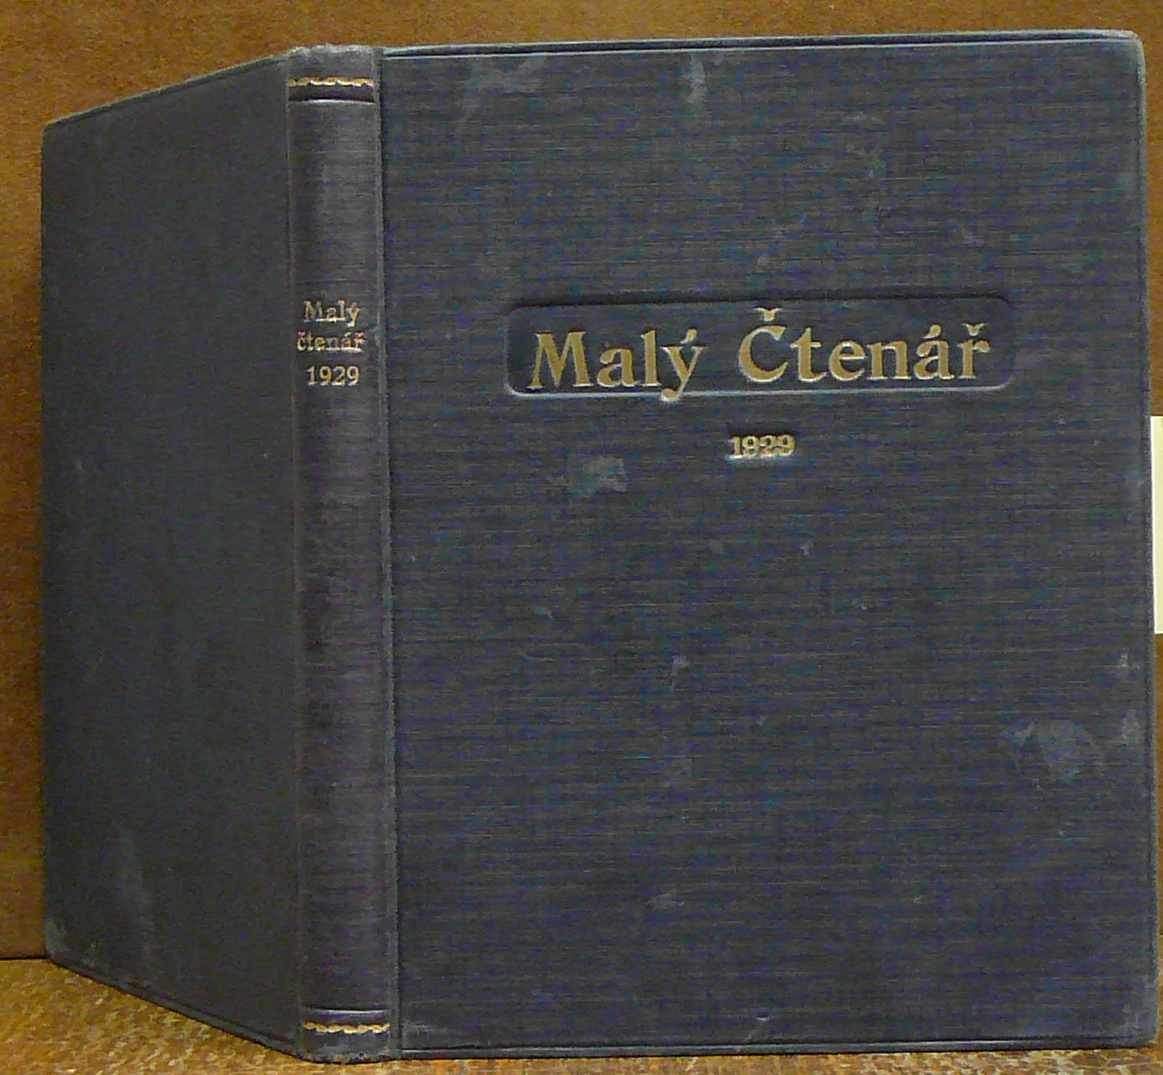 Malý
čtenář
1929
Malý Čtenář
1929